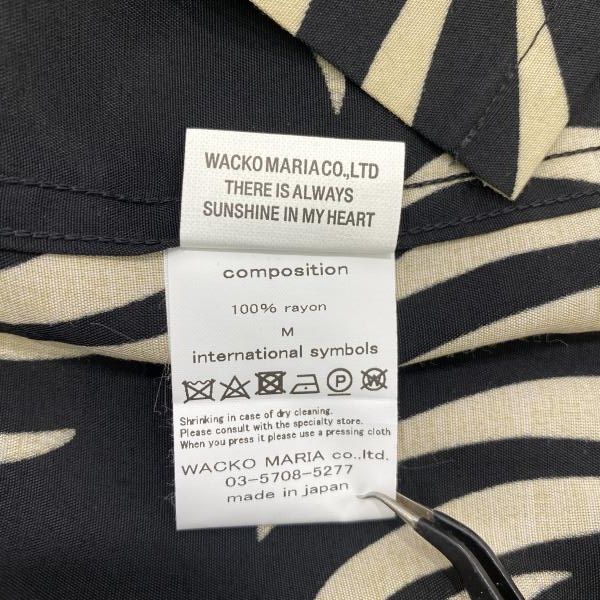 WACKO MARIA CO.,LTD
THERE IS ALWAYS
SUNSHINE IN MY HEART
composition
100% rayon
M
international symbols
P W
Shrinking in case of dry cleaning.
Please consult with the specialty store.
When you press it please use a pressing cloth
WACKO MARIA co.,ltd.
03-5708-5277
made in japan